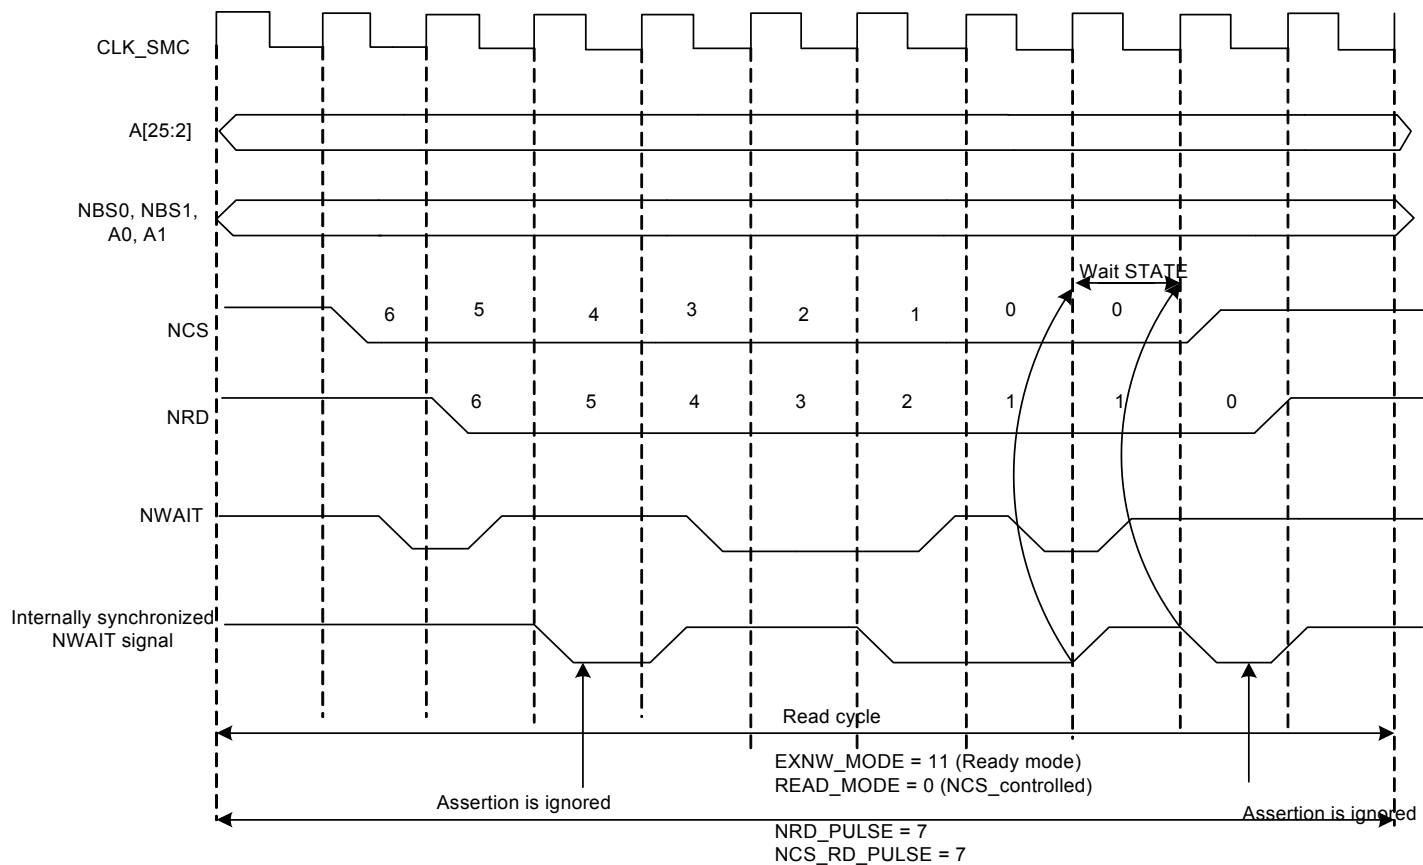 CLK_SMC
A[25:2]
NBS0, NBS1,
A0, A1
Wait STATE
NCS
6 5 4 3 2 1 0 0
NRD
6 5 4 3 2 1 1 0
NWAIT
Internally synchronized
NWAIT signal
Read cycle
EXNW_MODE = 11 (Ready mode)
READ_MODE = 0 (NCS_controlled)
Assertion is ignored
Assertion is ignored
NRD_PULSE = 7
NCS_RD_PULSE = 7